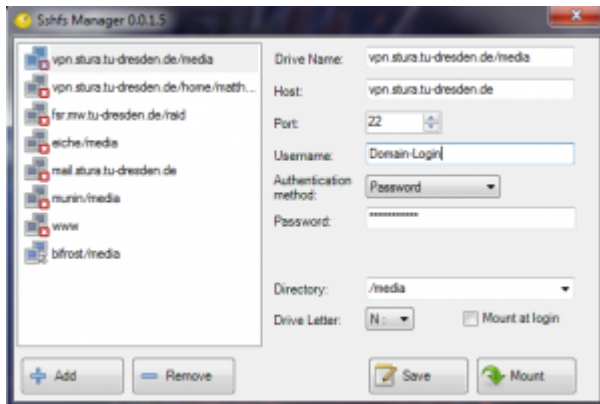 Sshfs Manager 0.0.1.5
vpn.stura.tu-dresden.de/media
vpn.stura.tu-dresden.de/home/matth...
fsr.mw.tu-dresden.de/raid
eiche/media
mail.stura.tu-dresden.de
munin/media
www
bifrost/media
Drive Name: vpn.stura.tu-dresden.de/media
Host: vpn.stura.tu-dresden.de
Port: 22
Username: Domain-Login
Authentication
method: Password
Password: ***********
Directory: /media
Drive Letter: N : Mount at login
Add Remove Save Mount